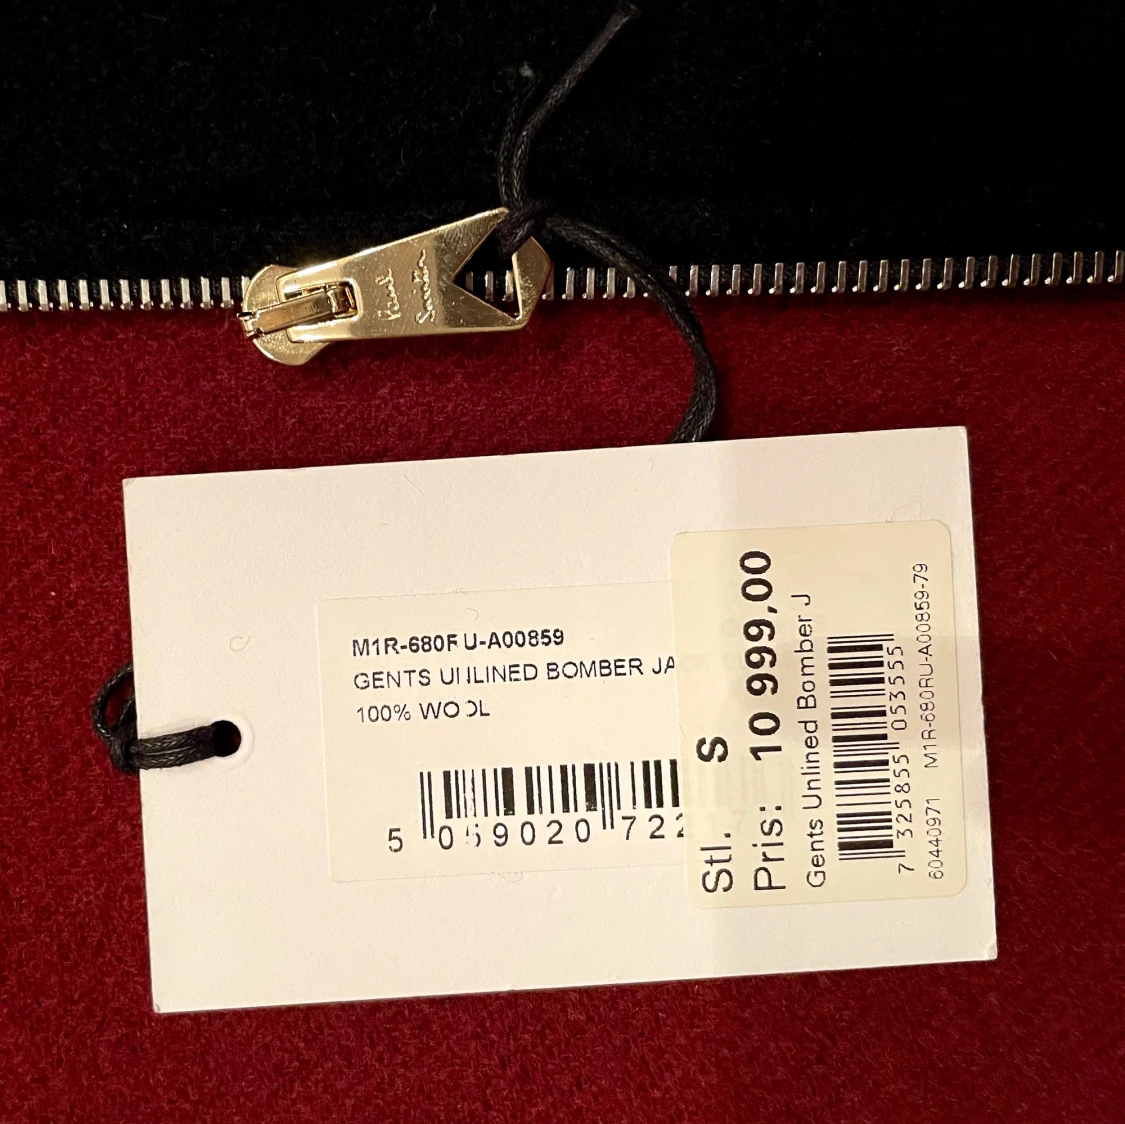 Paul
Smith
M1R-680RU-A00859
GENTS UNLINED BOMBER JA
100% WOOL
5 059020 722
Stl. S
Pris: 10 999,00
Gents Unlined Bomber J
7 325855 053555
60440971 M1R-680RU-A00859-79